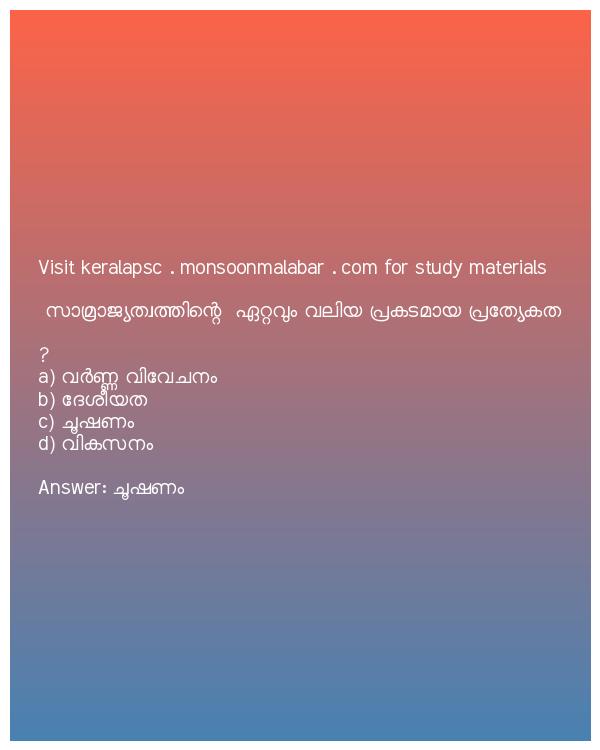 Visit keralapsc . monsoonmalabar . com for study materials
സാമ്രാജ്യത്വത്തിന്റെ ഏറ്റവും വലിയ പ്രകടമായ പ്രത്യേകത
?
a) വർണ്ണ വിവേചനം
b) ദേശീയത
c) ചൂഷണം
d) വികസനം
Answer: ചൂഷണം